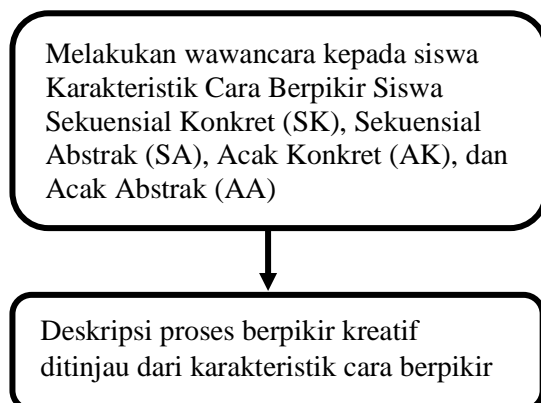 Melakukan wawancara kepada siswa
Karakteristik Cara Berpikir Siswa
Sekuensial Konkret (SK), Sekuensial
Abstrak (SA), Acak Konkret (AK), dan
Acak Abstrak (AA)
Deskripsi proses berpikir kreatif
ditinjau dari karakteristik cara berpikir